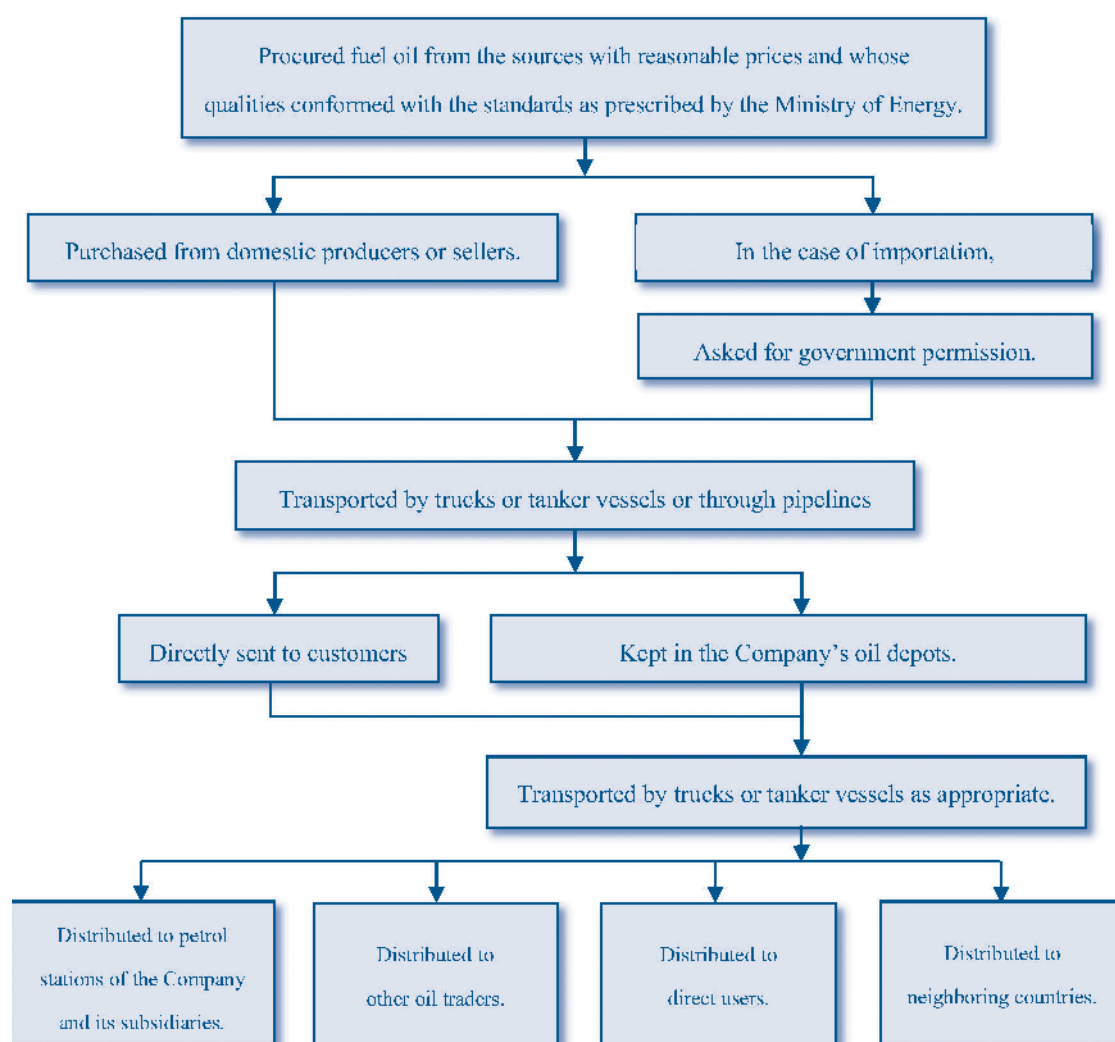 Procured fuel oil from the sources with reasonable prices and whose
qualities conformed with the standards as prescribed by the Ministry of Energy.
Purchased from domestic producers or sellers.
In the case of importation,
Asked for government permission.
Transported by trucks or tanker vessels or through pipelines
Directly sent to customers
Kept in the Company’s oil depots.
Transported by trucks or tanker vessels as appropriate.
Distributed to petrol
stations of the Company
and its subsidiaries.
Distributed to
other oil traders.
Distributed to
direct users.
Distributed to
neighboring countries.